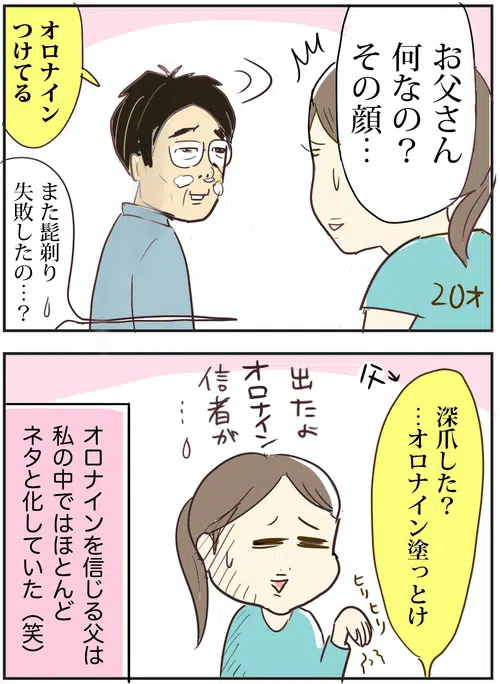 お父さん
何なの？
その顔…
オロナイン
つけてる
また髭剃り
失敗したの…？
20才
深爪した？
…オロナイン塗っとけ
出たよ
オロナイン
信者が
…
ヒリヒリ
オロナインを信じる父は
私の中ではほとんど
ネタと化していた（笑）